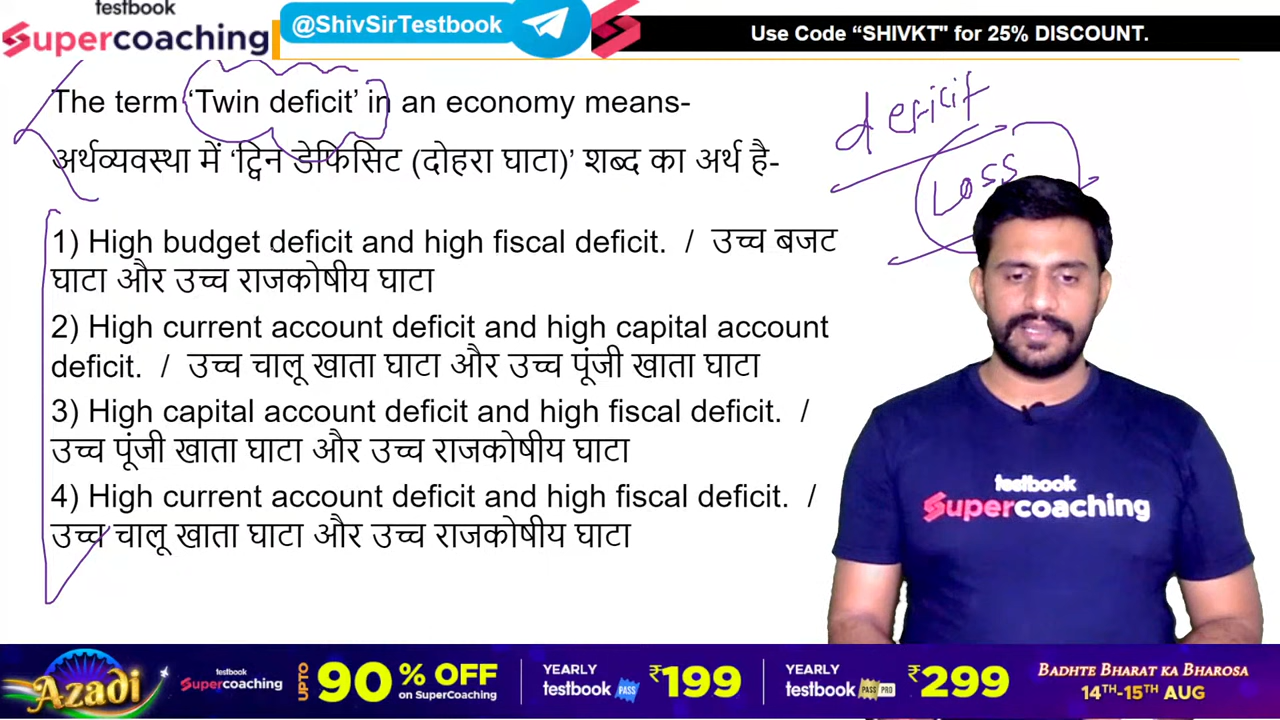 testbook
Supercoaching
@ShivSirTestbook
Use Code “SHIVKT" for 25% DISCOUNT.
The term ‘Twin deficit’ in an economy means-
अर्थव्यवस्था में ‘ट्विन डेफिसिट (दोहरा घाटा)’ शब्द का अर्थ है-
deficit
Loss
1) High budget deficit and high fiscal deficit. / उच्च बजट
घाटा और उच्च राजकोषीय घाटा
2) High current account deficit and high capital account
deficit. / उच्च चालू खाता घाटा और उच्च पूंजी खाता घाटा
3) High capital account deficit and high fiscal deficit. /
उच्च पूंजी खाता घाटा और उच्च राजकोषीय घाटा
4) High current account deficit and high fiscal deficit. /
उच्च चालू खाता घाटा और उच्च राजकोषीय घाटा
testbook
Supercoaching
Azadi
testbook
Supercoaching
UPTO 90% OFF
on SuperCoaching
YEARLY
testbook PASS
₹199
YEARLY
testbook PASS PRO
₹299
BADHTE BHARAT KA BHAROSA
14TH-15TH AUG